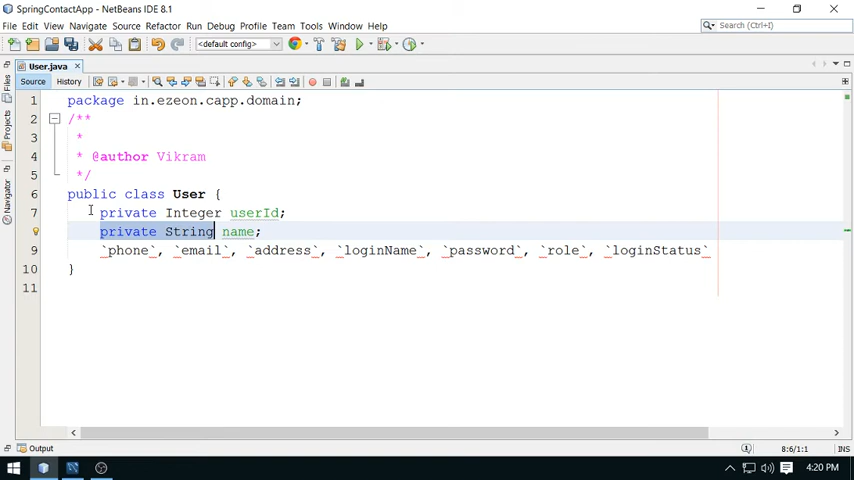 SpringContactApp - NetBeans IDE 8.1
File Edit View Navigate Source Refactor Run Debug Profile Team Tools Window Help
Search (Ctrl+I)
<default config>
User.java
Source History
1 package in.ezeon.capp.domain;
2 /**
3 *
4 * @author Vikram
5 */
6 public class User {
7 private Integer userId;
private String name;
9 `phone`, `email`, `address`, `loginName`, `password`, `role`, `loginStatus`
10 }
11
Files
Projects
Navigator
Output
8:6/1:1 INS
4:20 PM